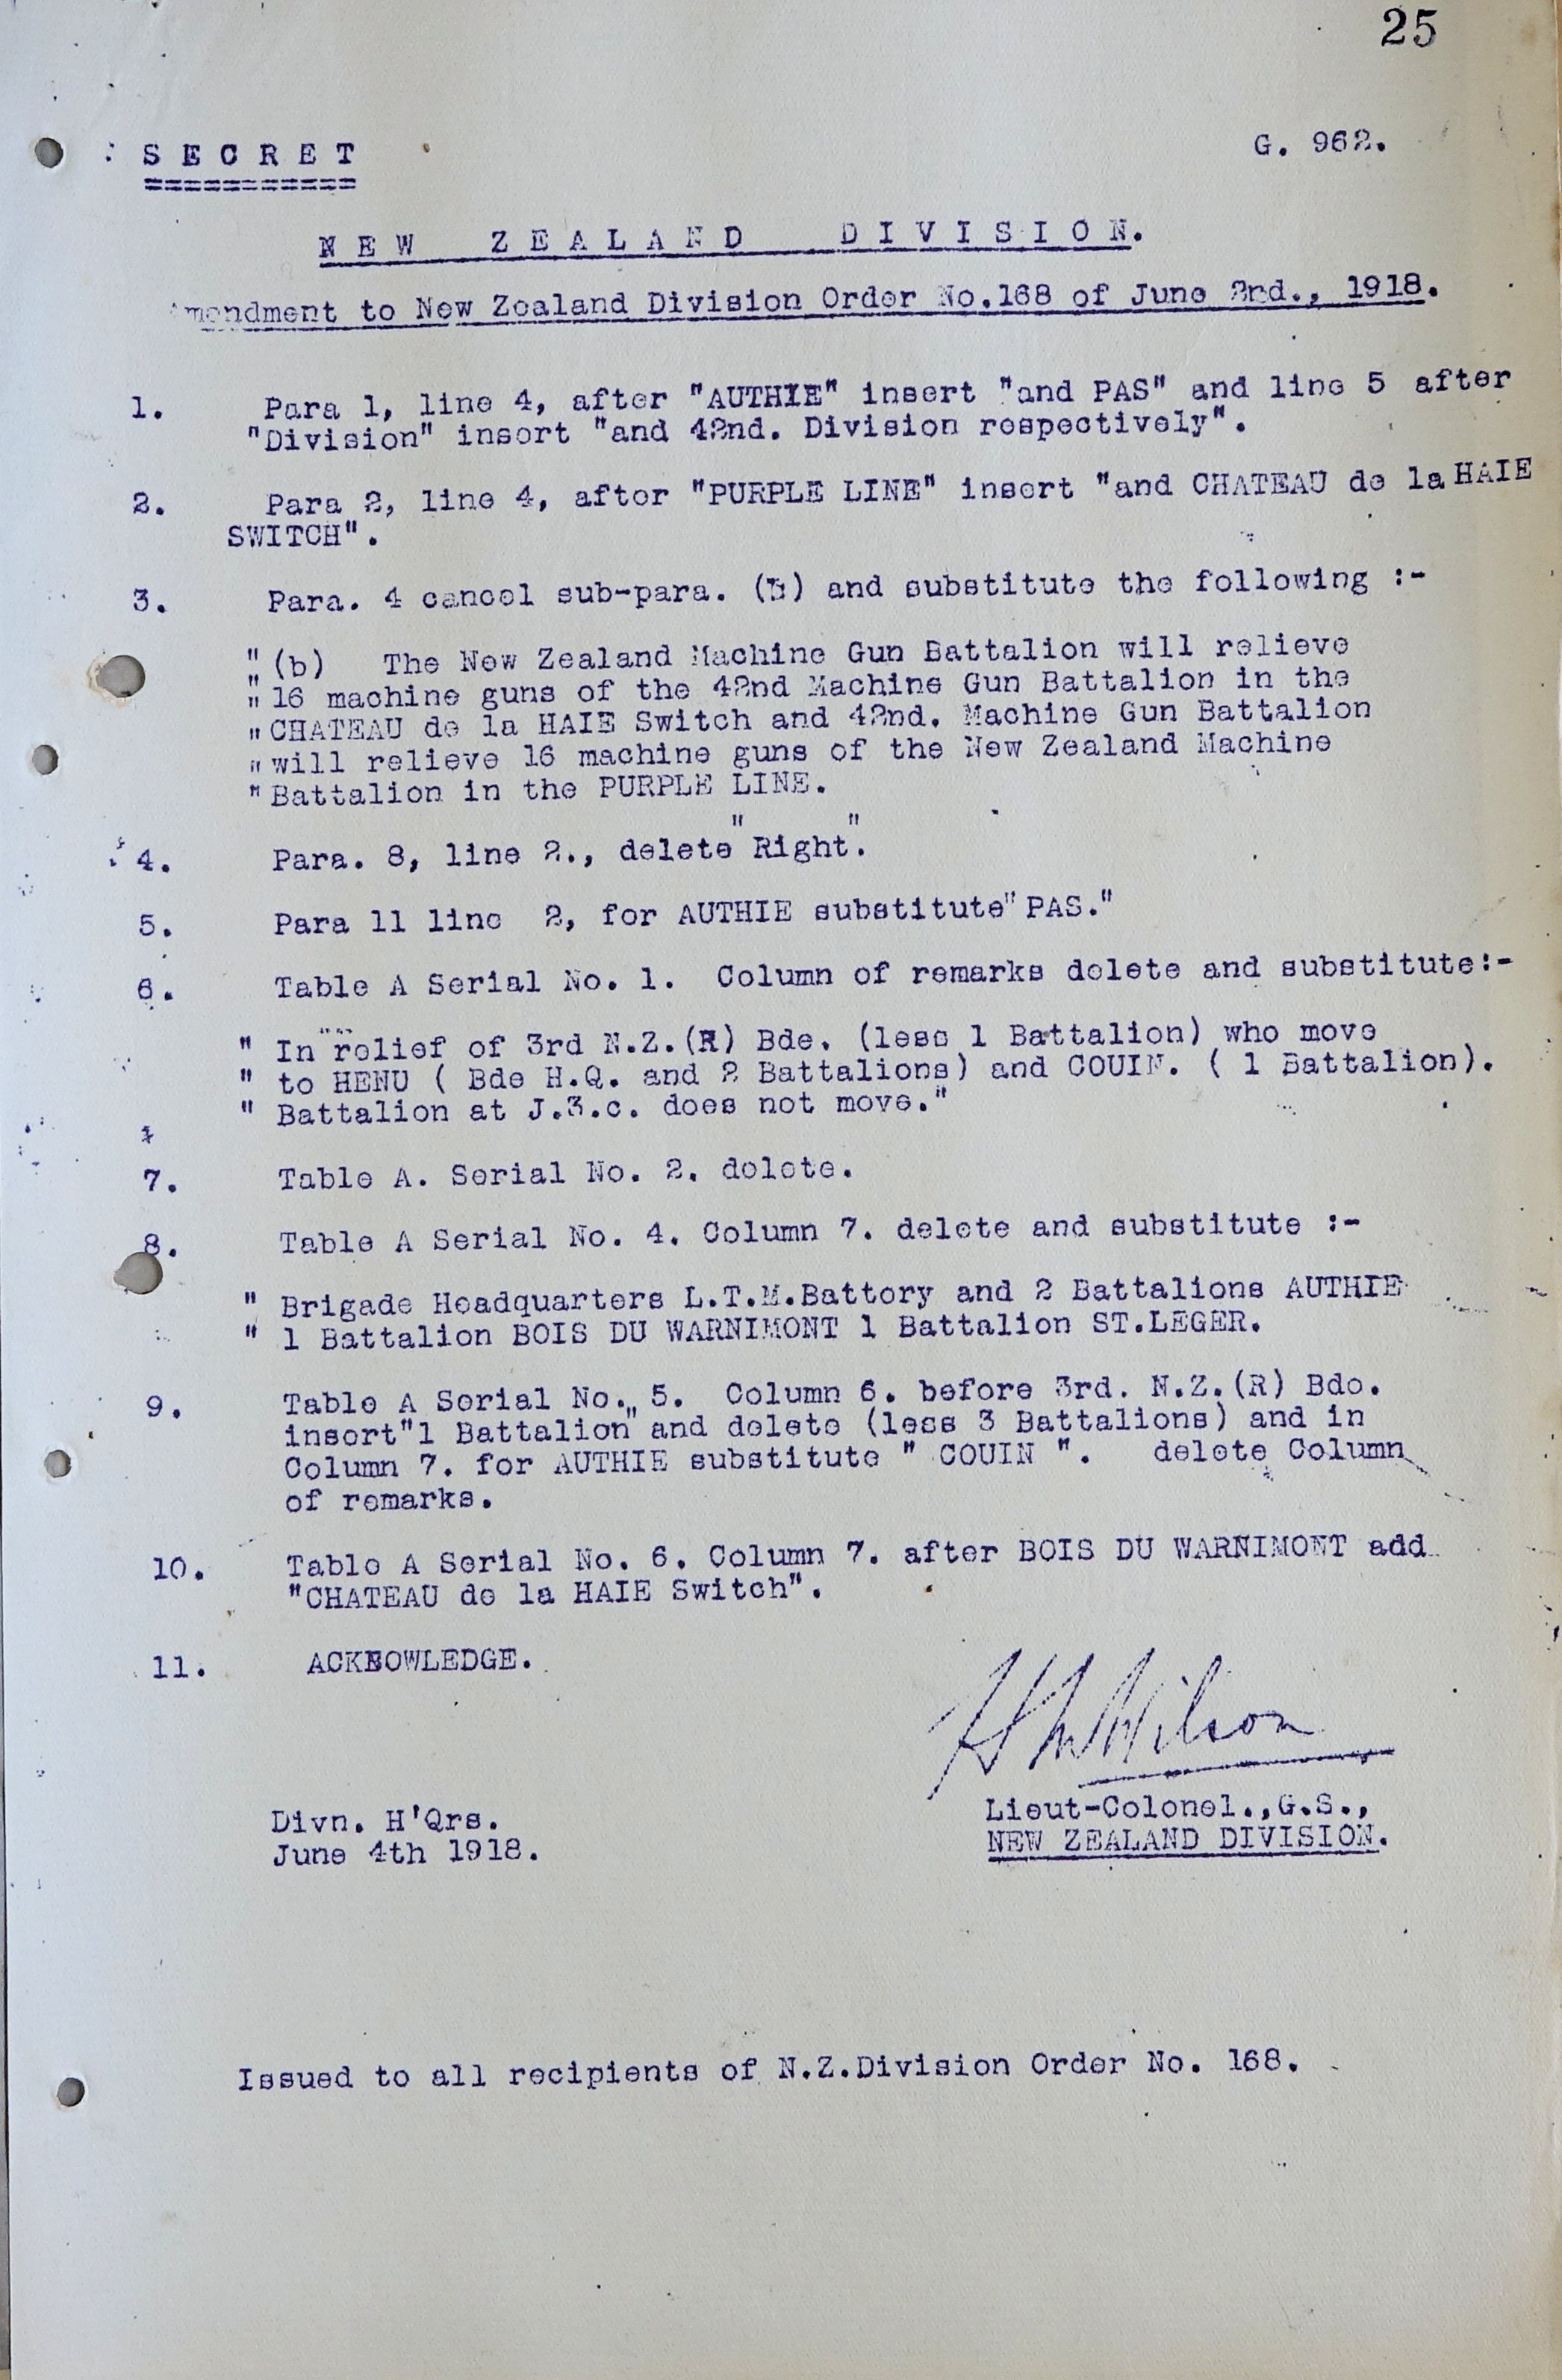 25
SECRET
===========
G. 962.
NEW ZEALAND DIVISION.
Amendment to New Zealand Division Order No.168 of June 2nd., 1918.
1. Para 1, line 4, after "AUTHIE" insert "and PAS" and line 5 after
"Division" insert "and 42nd. Division respectively".
2. Para 2, line 4, after "PURPLE LINE" insert "and CHATEAU de la HAIE
SWITCH".
3. Para. 4 cancel sub-para. (b) and substitute the following :-
"(b) The New Zealand Machine Gun Battalion will relieve
"16 machine guns of the 42nd Machine Gun Battalion in the
"CHATEAU de la HAIE Switch and 42nd. Machine Gun Battalion
"will relieve 16 machine guns of the New Zealand Machine
"Battalion in the PURPLE LINE.
4. Para. 8, line 2., delete "Right".
5. Para 11 line 2, for AUTHIE substitute" PAS."
6. Table A Serial No. 1. Column of remarks delete and substitute:-
" In relief of 3rd N.Z.(R) Bde. (less 1 Battalion) who move
" to HENU ( Bde H.Q. and 2 Battalions) and COUIN. ( 1 Battalion).
" Battalion at J.3.c. does not move."
7. Table A. Serial No. 2. delete.
8. Table A Serial No. 4. Column 7. delete and substitute :-
" Brigade Headquarters L.T.M.Battery and 2 Battalions AUTHIE
" 1 Battalion BOIS DU WARNIMONT 1 Battalion ST.LEGER.
9. Table A Serial No. 5. Column 6. before 3rd. N.Z.(R) Bde.
insert"1 Battalion" and delete (less 3 Battalions) and in
Column 7. for AUTHIE substitute " COUIN ". delete Column
of remarks.
10. Table A Serial No. 6. Column 7. after BOIS DU WARNIMONT add
"CHATEAU de la HAIE Switch".
11. ACKNOWLEDGE.
Wilson
Divn. H'Qrs.
June 4th 1918.
Lieut-Colonel.,G.S.,
NEW ZEALAND DIVISION.
Issued to all recipients of N.Z.Division Order No. 168.